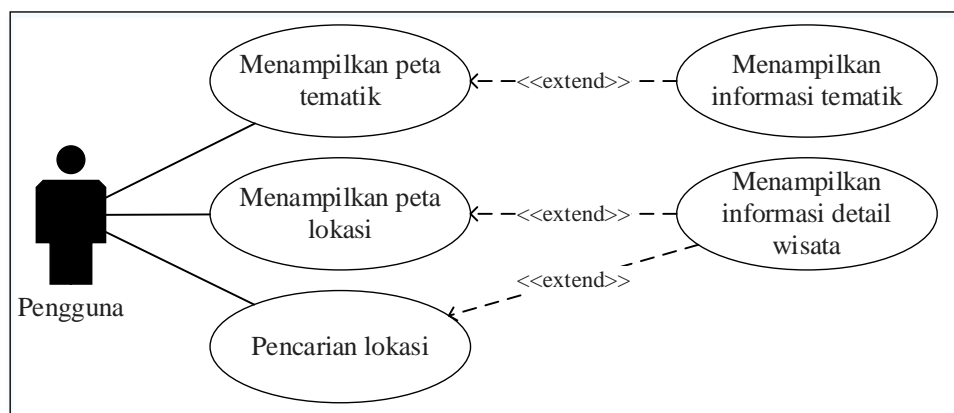 Menampilkan peta
tematik
<<extend>>
Menampilkan
informasi tematik
Menampilkan peta
lokasi
<<extend>>
Menampilkan
informasi detail
wisata
<<extend>>
Pengguna
Pencarian lokasi